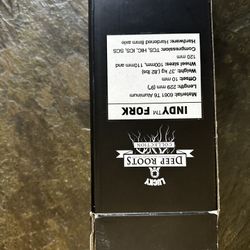 INDY™ FORK
Material: 6061 T6 Aluminum
Length: 229 mm (9")
Offset: 10 mm
Weight: .37 kg (.82 lbs)
Wheel sizes: 100mm, 110mm and
120 mm
Compression: TCS, HIC, ICS, SCS
Hardware: Hardened 8mm axle
LUCKY
DEEP ROOTS
COLLECTION